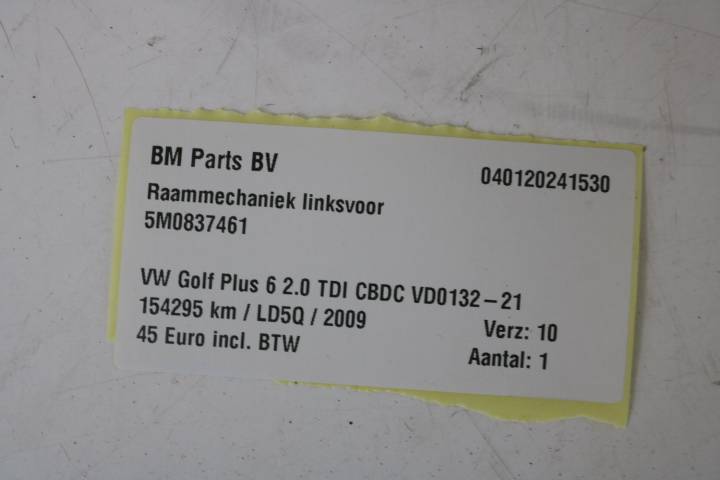 BM Parts BV
040120241530
Raammechaniek linksvoor
5M0837461
VW Golf Plus 6 2.0 TDI CBDC VD0132-21
154295 km / LD5Q / 2009
Verz: 10
45 Euro incl. BTW
Aantal: 1